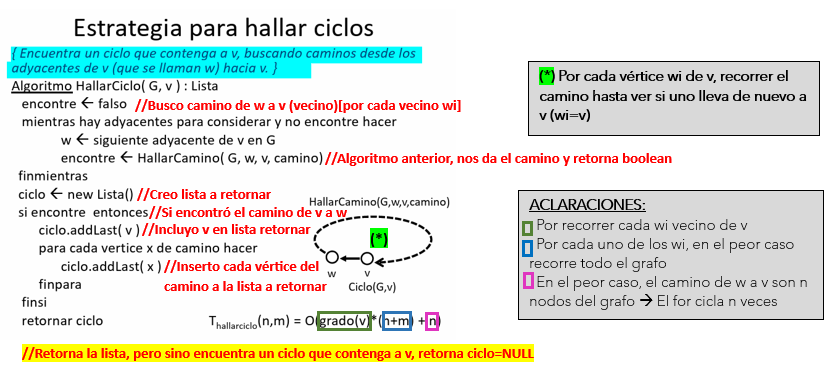 Estrategia para hallar ciclos
{ Encuentra un ciclo que contenga a v, buscando caminos desde los
adyacentes de v (que se llaman w) hacia v. }
Algoritmo HallarCiclo( G, v ) : Lista
encontre ← falso //Busco camino de w a v (vecino)[por cada vecino wi]
mientras hay adyacentes para considerar y no encontre hacer
w ← siguiente adyacente de v en G
encontre ← HallarCamino( G, w, v, camino) //Algoritmo anterior, nos da el camino y retorna boolean
finmientras
ciclo ← new Lista() //Creo lista a retornar
si encontre entonces //Si encontró el camino de v a w
ciclo.addLast( v ) //Incluyo v en lista retornar
para cada vertice x de camino hacer
ciclo.addLast( x ) //Inserto cada vértice del
camino a la lista a retornar
finpara
finsi
retornar ciclo
HallarCamino(G,w,v,camino)
(*)
w
v
Ciclo(G,v)
Thallarciclo(n,m) = O(grado(v)*(n+m) + n)
//Retorna la lista, pero sino encuentra un ciclo que contenga a v, retorna ciclo=NULL
(*) Por cada vértice wi de v, recorrer el
camino hasta ver si uno lleva de nuevo a
v (wi=v)
ACLARACIONES:
Por recorrer cada wi vecino de v
Por cada uno de los wi, en el peor caso
recorre todo el grafo
En el peor caso, el camino de w a v son n
nodos del grafo → El for cicla n veces